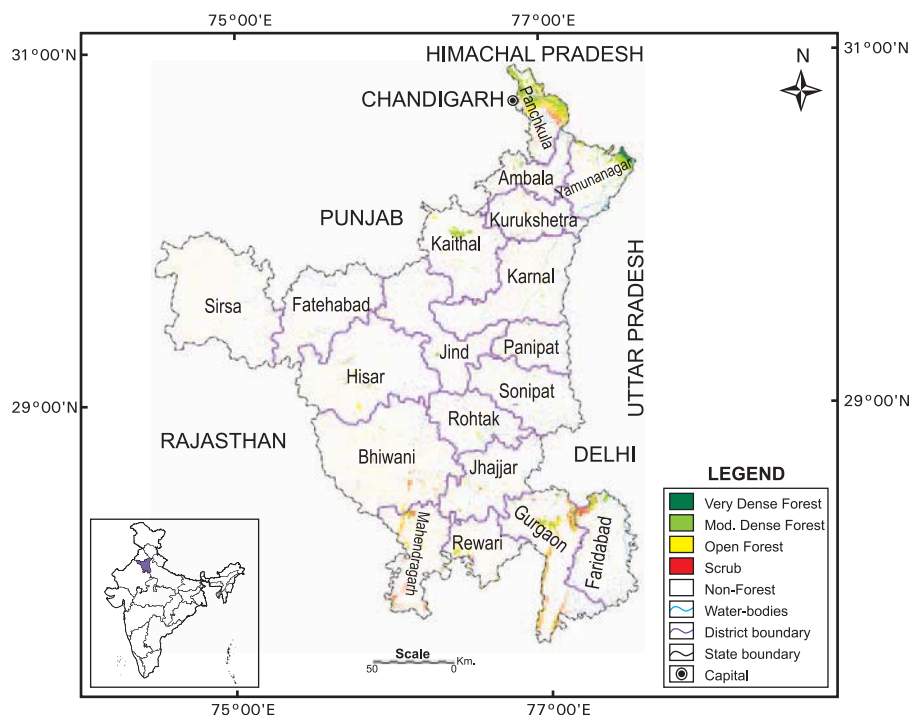 75°00'E
77°00'E
31°00'N
31°00'N
HIMACHAL PRADESH
N
CHANDIGARH
Panchkula
Ambala
Yamunanagar
PUNJAB
Kurukshetra
Kaithal
Karnal
UTTAR PRADESH
Sirsa
Fatehabad
Jind
Panipat
Hisar
Sonipat
29°00'N
29°00'N
Rohtak
RAJASTHAN
Bhiwani
Jhajjar
DELHI
Mahendragarh
Rewari
Gurgaon
Faridabad
LEGEND
Very Dense Forest
Mod. Dense Forest
Open Forest
Scrub
Non-Forest
Water-bodies
District boundary
State boundary
Capital
Scale
50
0
Km.
75°00'E
77°00'E